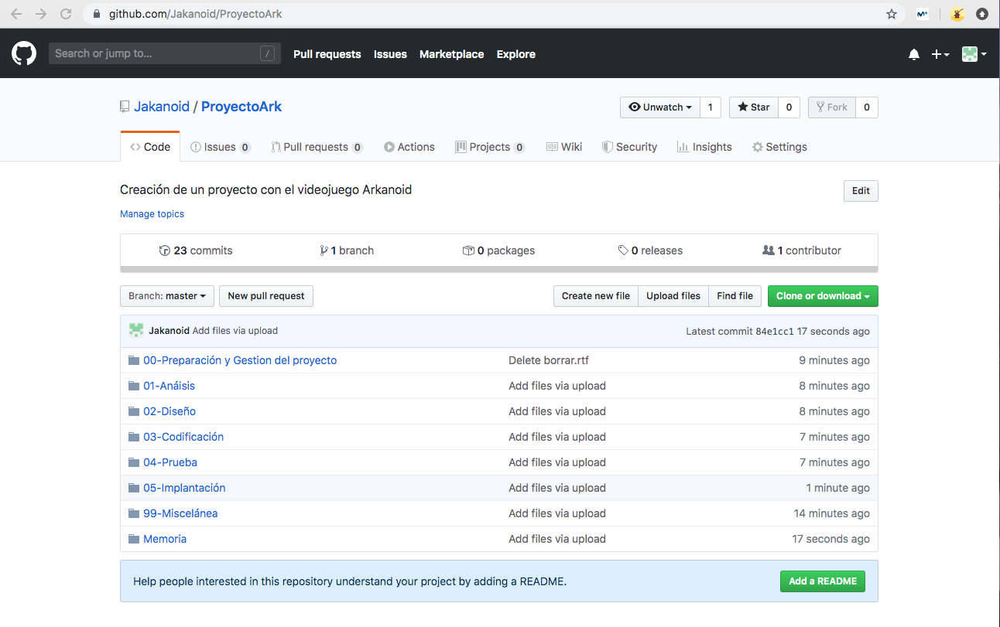 github.com/Jakanoid/ProyectoArk
Search or jump to... / Pull requests Issues Marketplace Explore
Jakanoid / ProyectoArk Unwatch 1 Star 0 Fork 0
Code Issues 0 Pull requests 0 Actions Projects 0 Wiki Security Insights Settings
Creación de un proyecto con el videojuego Arkanoid Edit
Manage topics
23 commits 1 branch 0 packages 0 releases 1 contributor
Branch: master New pull request Create new file Upload files Find file Clone or download
Jakanoid Add files via upload Latest commit 84e1cc1 17 seconds ago
00-Preparación y Gestion del proyecto Delete borrar.rtf 9 minutes ago
01-Anáisis Add files via upload 8 minutes ago
02-Diseño Add files via upload 8 minutes ago
03-Codificación Add files via upload 7 minutes ago
04-Prueba Add files via upload 7 minutes ago
05-Implantación Add files via upload 1 minute ago
99-Miscelánea Add files via upload 14 minutes ago
Memoria Add files via upload 17 seconds ago
Help people interested in this repository understand your project by adding a README. Add a README